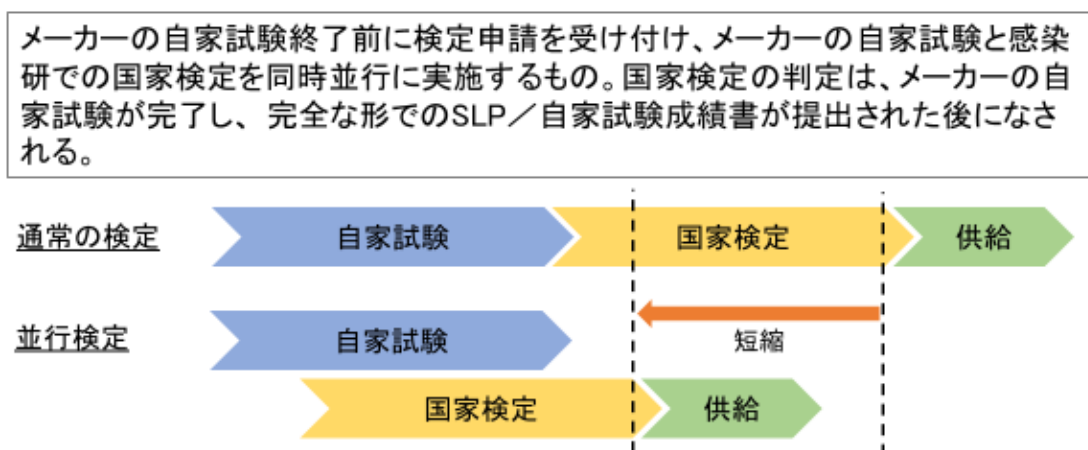 メーカーの自家試験終了前に検定申請を受け付け、メーカーの自家試験と感染
研での国家検定を同時並行に実施するもの。国家検定の判定は、メーカーの自
家試験が完了し、完全な形でのSLP／自家試験成績書が提出された後になさ
れる。
通常の検定
自家試験
国家検定
供給
並行検定
自家試験
短縮
国家検定
供給